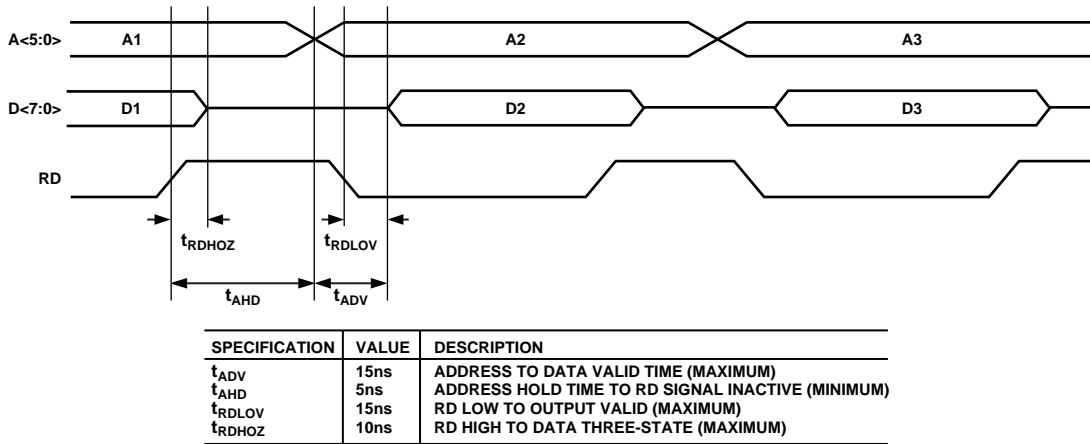 A<5:0> A1 A2 A3
D<7:0> D1 D2 D3
RD
tRDHOZ tRDLOV
tAHD tADV
SPECIFICATION VALUE DESCRIPTION
tADV 15ns ADDRESS TO DATA VALID TIME (MAXIMUM)
tAHD 5ns ADDRESS HOLD TIME TO RD SIGNAL INACTIVE (MINIMUM)
tRDLOV 15ns RD LOW TO OUTPUT VALID (MAXIMUM)
tRDHOZ 10ns RD HIGH TO DATA THREE-STATE (MAXIMUM)